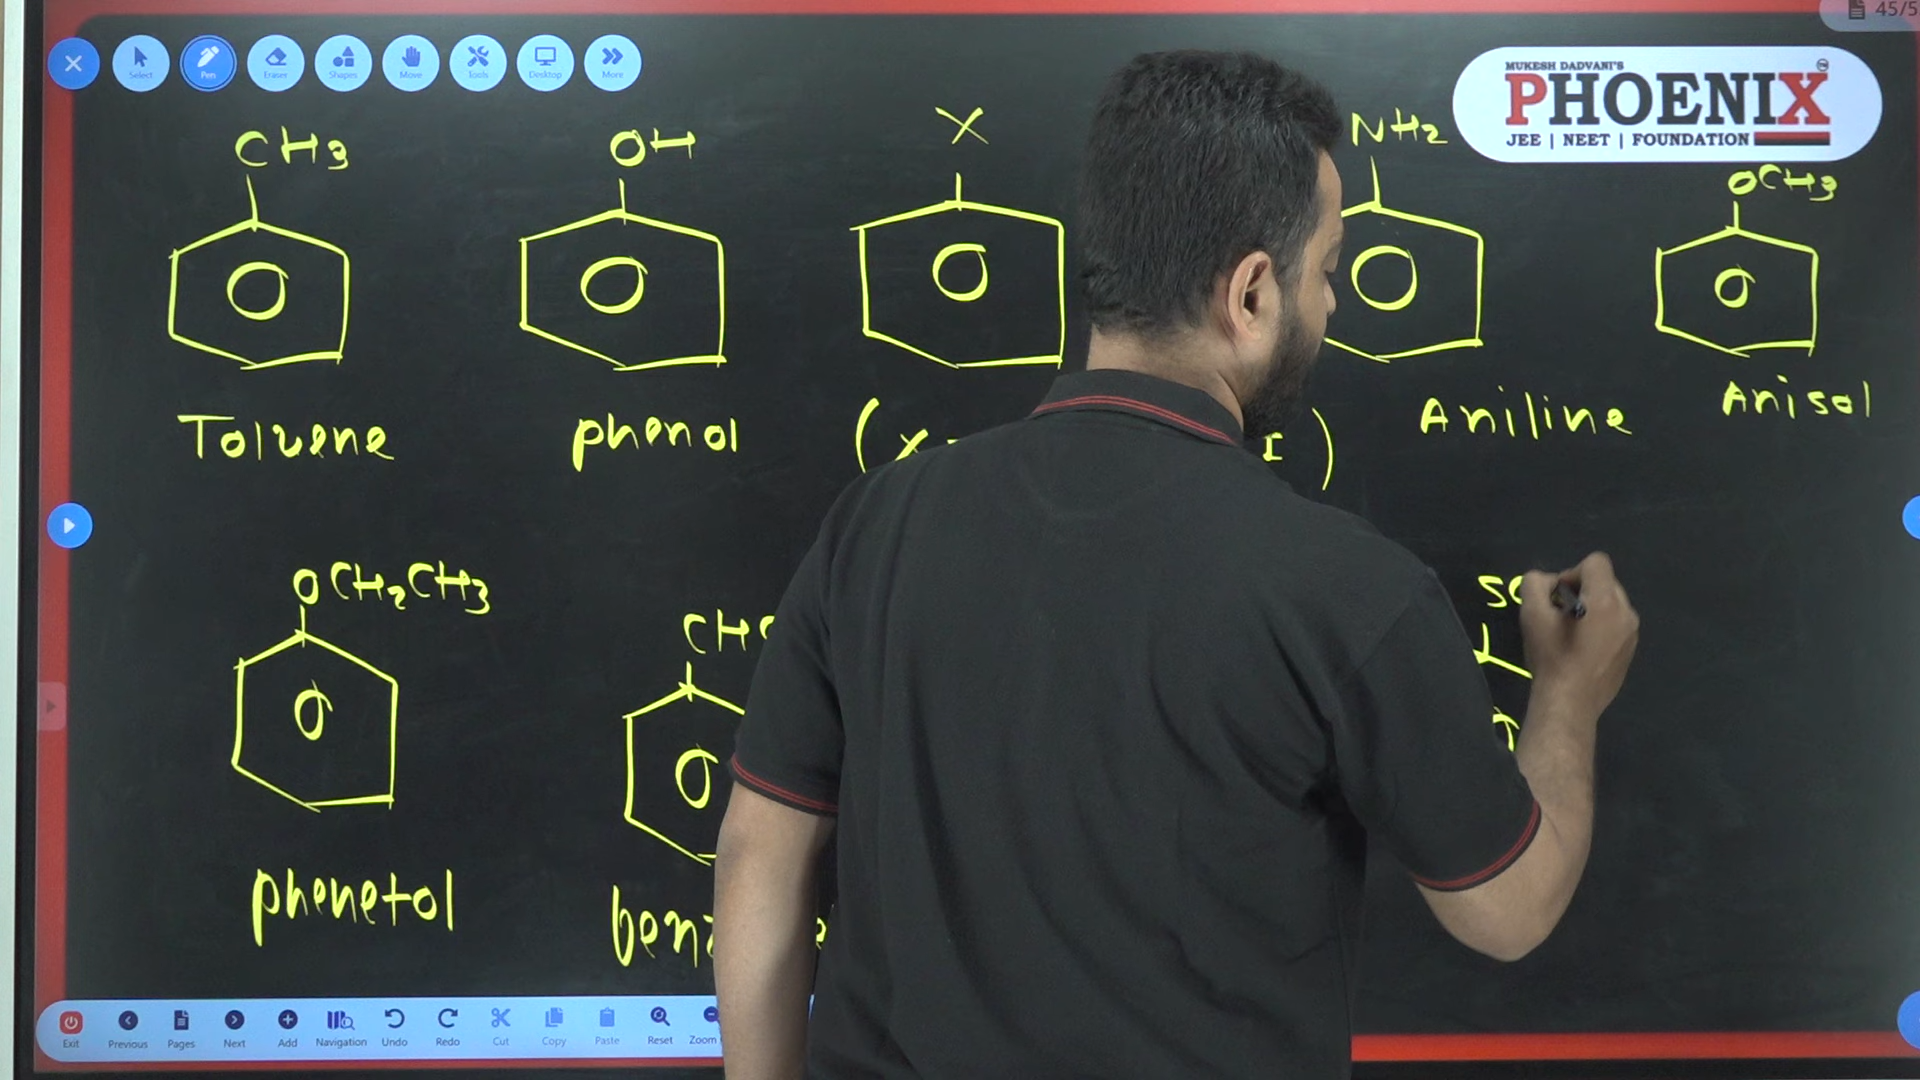 45/5
Select Pen Eraser Shapes Move Tools Desktop More
MUKESH DADVANI'S
PHOENIX
JEE | NEET | FOUNDATION
CH3
OH
X
NH2
OCH3
Toluene
phenol
(X
I)
Aniline
Anisol
OCH2CH3
CH
phenetol
Exit Previous Pages Next Add Navigation Undo Redo Cut Copy Paste Reset Zoom